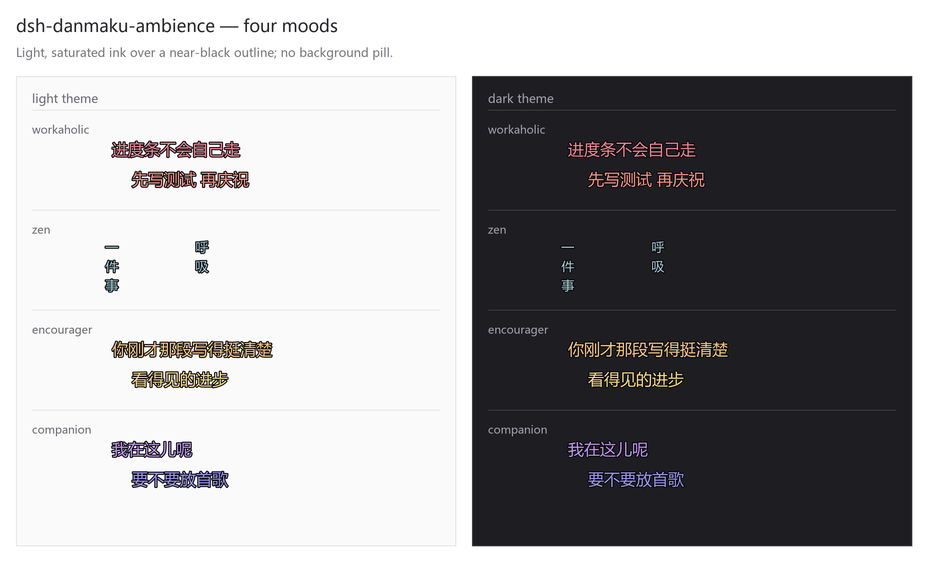 dsh-danmaku-ambience — four moods
Light, saturated ink over a near-black outline; no background pill.
light theme
workaholic
进度条不会自己走
先写测试 再庆祝
zen
一件事
呼吸
encourager
你刚才那段写得挺清楚
看得见的进步
companion
我在这儿呢
要不要放首歌
dark theme
workaholic
进度条不会自己走
先写测试 再庆祝
zen
一件事
呼吸
encourager
你刚才那段写得挺清楚
看得见的进步
companion
我在这儿呢
要不要放首歌